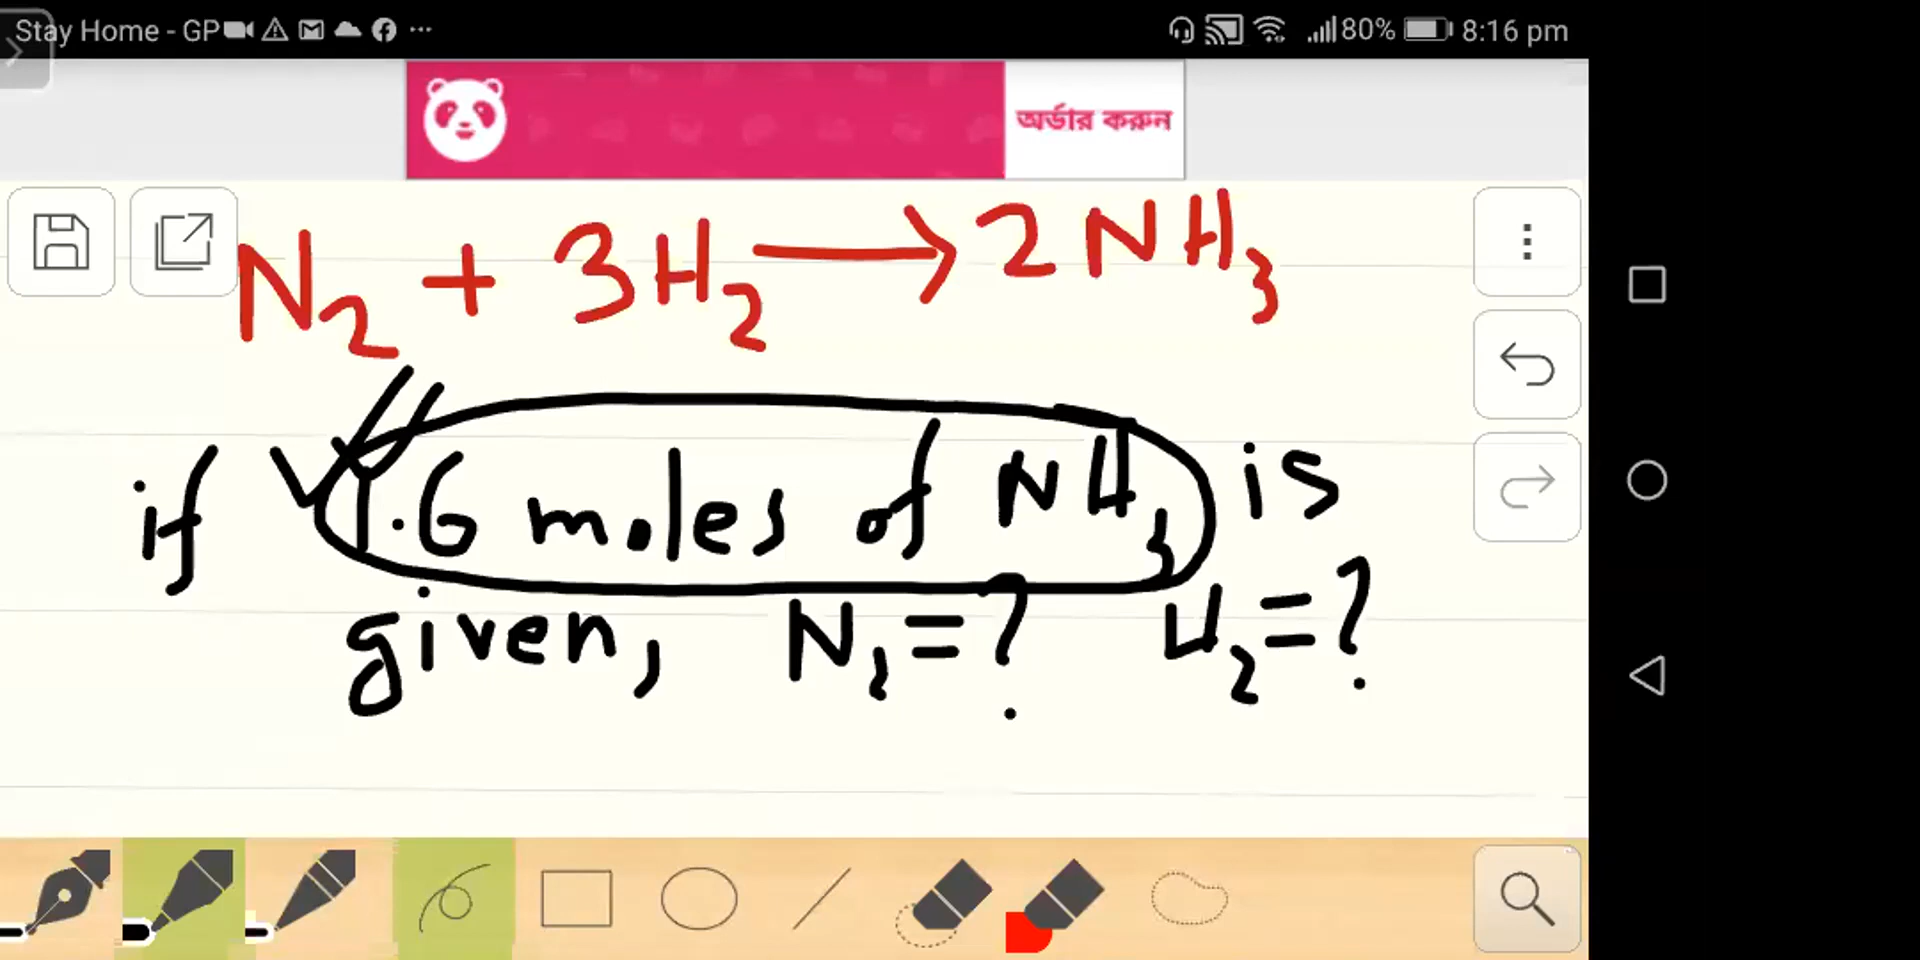 Stay Home - GP ... 80% 8:16 pm
অর্ডার করুন
N₂ + 3H₂ → 2NH₃
if 1.6 moles of NH₃ is
given, N₂=? H₂=?